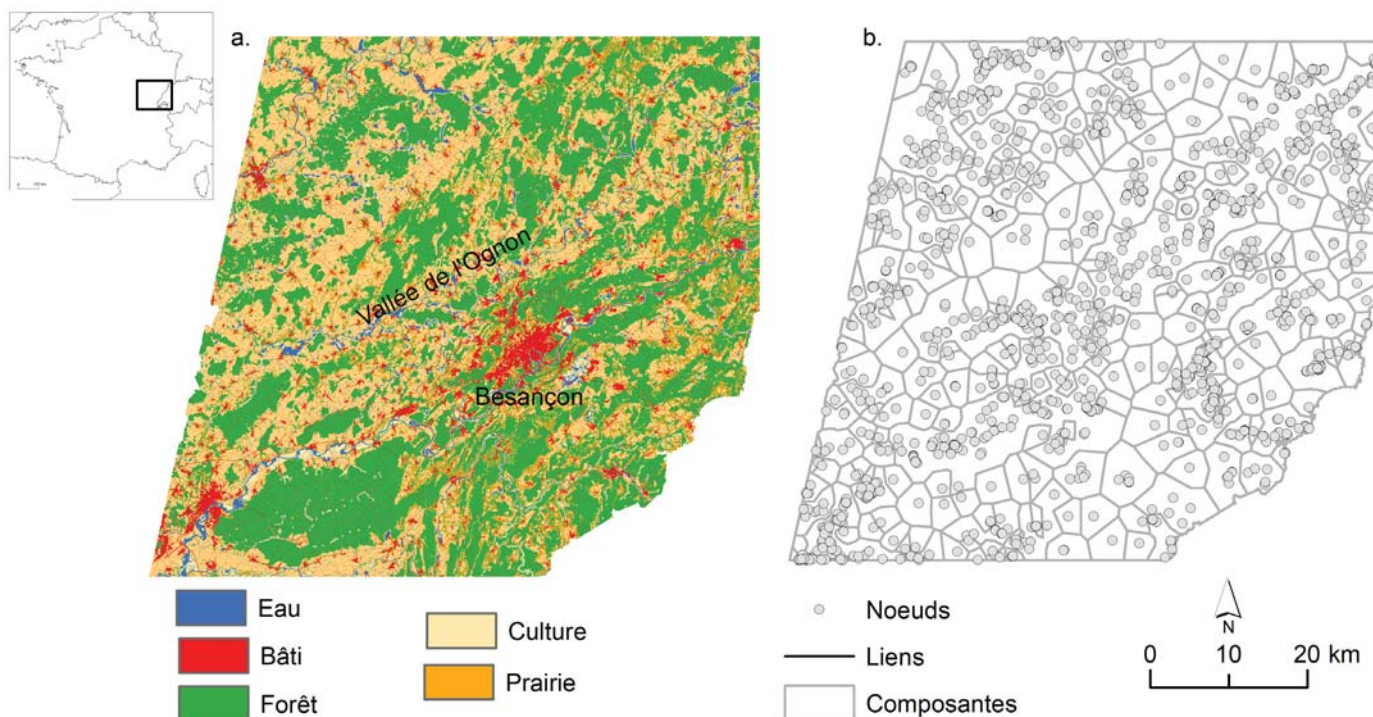 a.
b.
Vallée de l'Ognon
Besançon
Eau
Bâti
Forêt
Culture
Prairie
Noeuds
Liens
Composantes
N
0 10 20 km